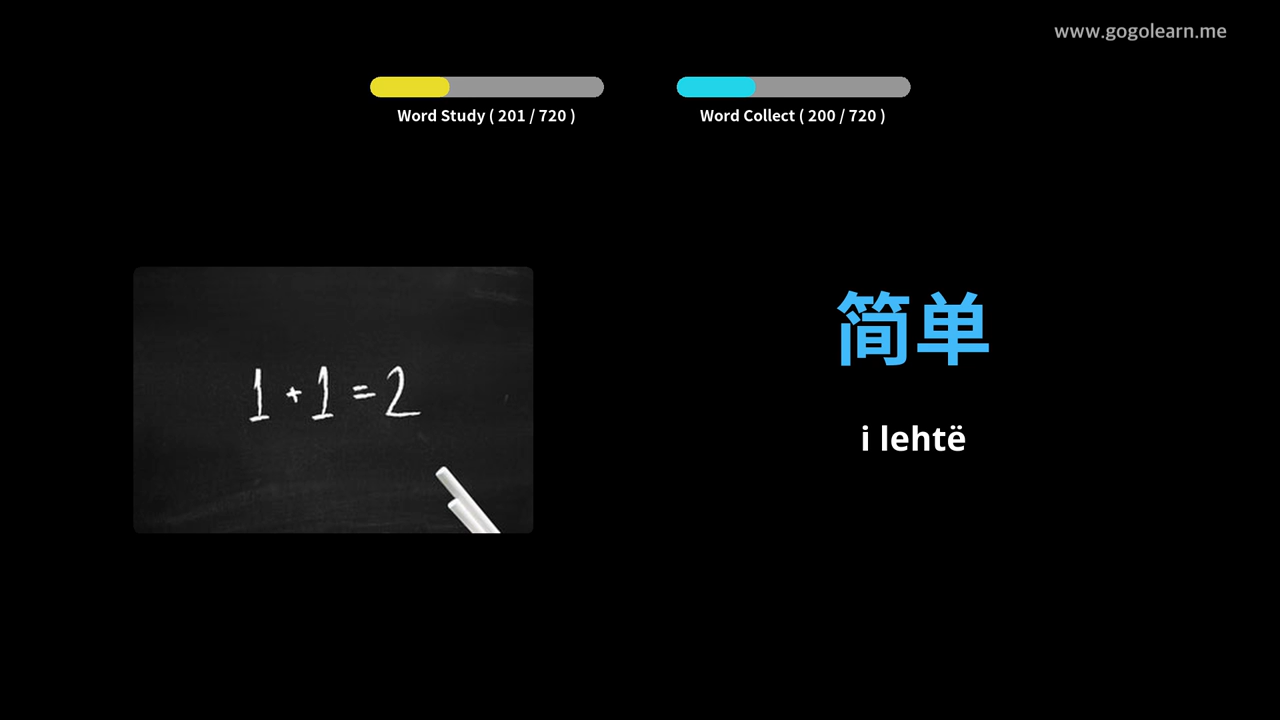 www.gogolearn.me
Word Study ( 201 / 720 )
Word Collect ( 200 / 720 )
1 + 1 = 2
简单
i lehtë